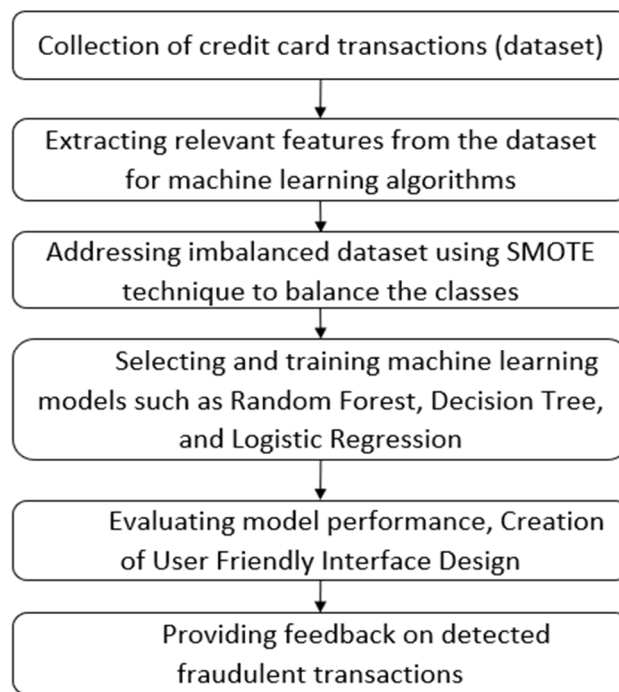 Collection of credit card transactions (dataset)
Extracting relevant features from the dataset
for machine learning algorithms
Addressing imbalanced dataset using SMOTE
technique to balance the classes
Selecting and training machine learning
models such as Random Forest, Decision Tree,
and Logistic Regression
Evaluating model performance, Creation
of User Friendly Interface Design
Providing feedback on detected
fraudulent transactions